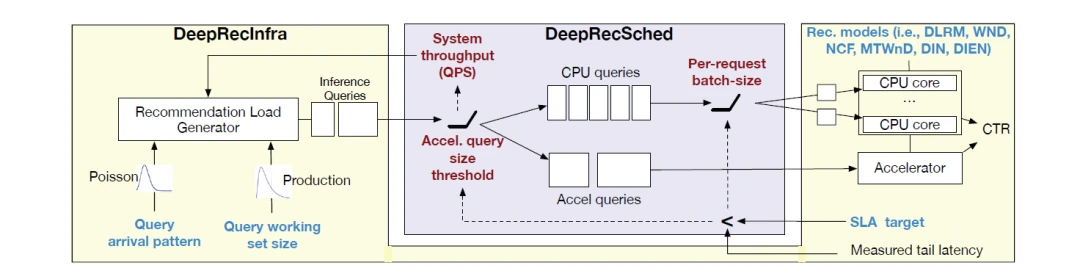 DeepRecInfra
Recommendation Load
Generator
Inference
Queries
Poisson
Production
Query
arrival pattern
Query working
set size
DeepRecSched
System
throughput
(QPS)
Accel. query
size
threshold
CPU queries
Accel queries
Per-request
batch-size
<
Rec. models (i.e., DLRM, WND,
NCF, MTWnD, DIN, DIEN)
CPU core
...
CPU core
CTR
Accelerator
SLA target
Measured tail latency